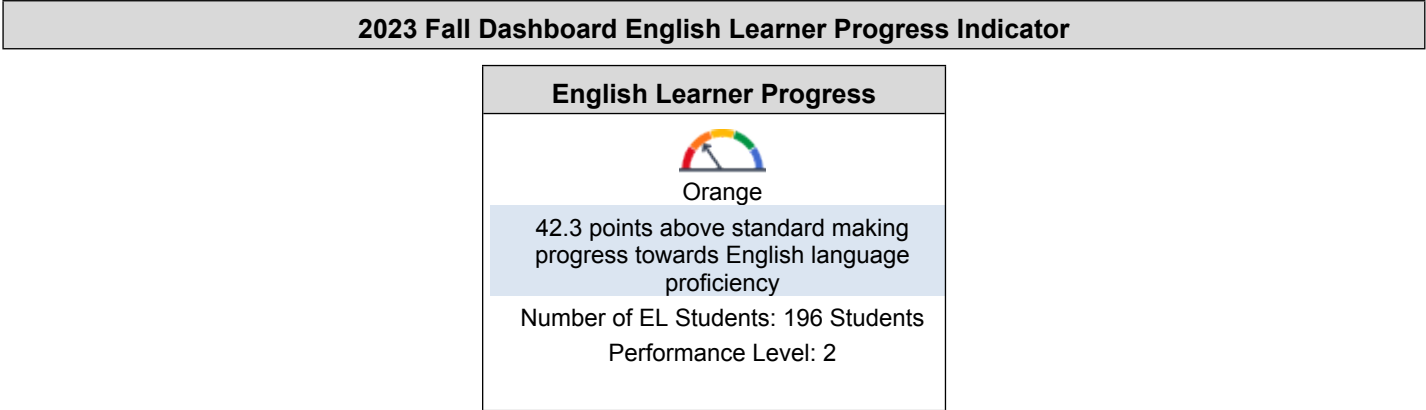 2023 Fall Dashboard English Learner Progress Indicator
English Learner Progress
Orange
42.3 points above standard making
progress towards English language
proficiency
Number of EL Students: 196 Students
Performance Level: 2